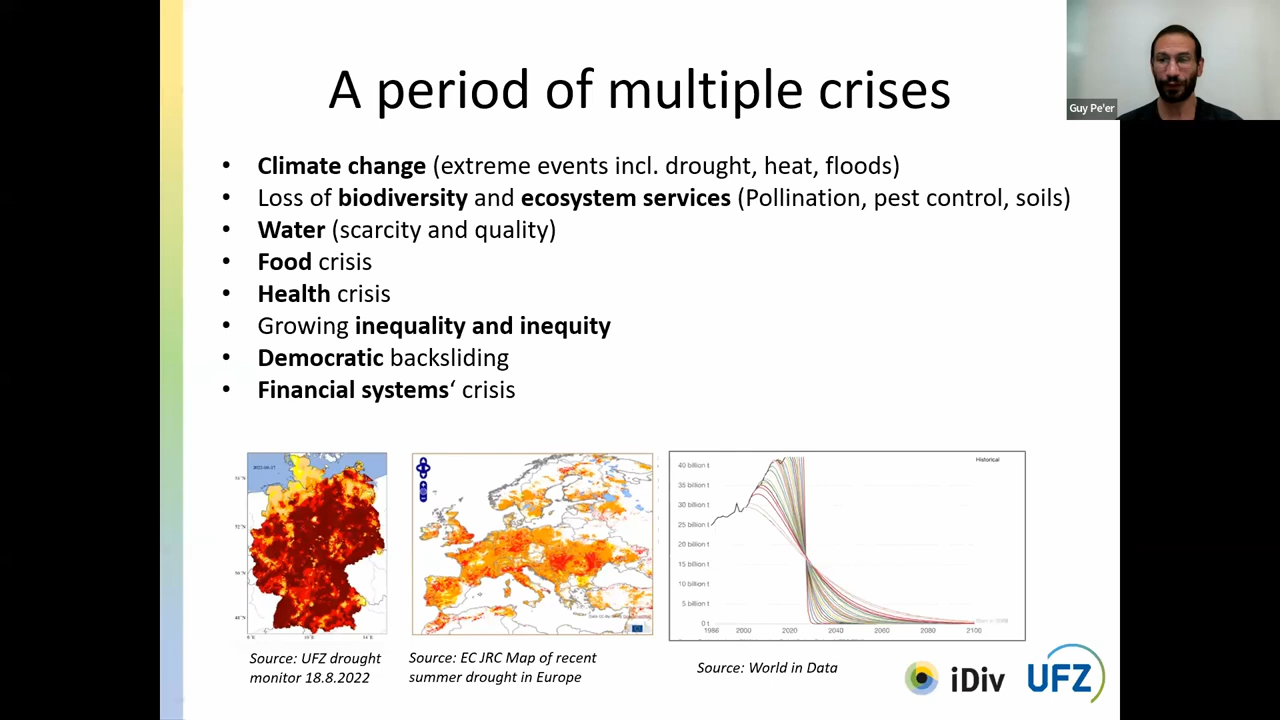 A period of multiple crises
Guy Pe'er
• Climate change (extreme events incl. drought, heat, floods)
• Loss of biodiversity and ecosystem services (Pollination, pest control, soils)
• Water (scarcity and quality)
• Food crisis
• Health crisis
• Growing inequality and inequity
• Democratic backsliding
• Financial systems‘ crisis
Historical
40 billion t
35 billion t
30 billion t
25 billion t
20 billion t
15 billion t
10 billion t
5 billion t
0 t
1986 2000 2020 2040 2060 2080 2100
Source: UFZ drought
monitor 18.8.2022
Source: EC JRC Map of recent
summer drought in Europe
Source: World in Data
iDiv
UFZ